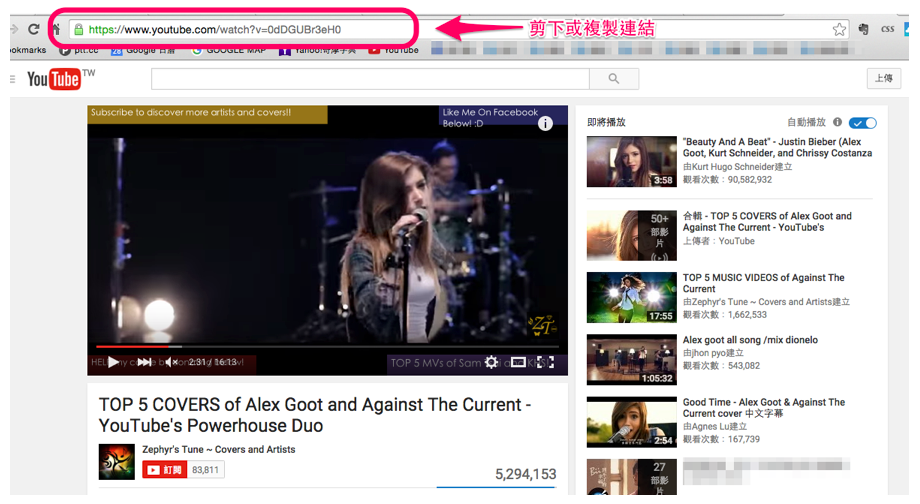 https://www.youtube.com/watch?v=0dDGUBr3eH0
剪下或複製連結
CSS
ookmarks
ptt.cc
Google 日曆
GOOGLE MAP
Yahoo!奇摩字典
YouTube
YouTube TW
上傳
Subscribe to discover more artists and covers!!
Like Me On Facebook
Below! :D
ZT
2:31 / 16:13
TOP 5 COVERS of Alex Goot and Against The Current -
YouTube's Powerhouse Duo
Zephyr's Tune ~ Covers and Artists
訂閱 83,811
5,294,153
即將播放
自動播放
"Beauty And A Beat" - Justin Bieber (Alex
Goot, Kurt Schneider, and Chrissy Costanza
由Kurt Hugo Schneider建立
觀看次數：90,582,932
3:58
合輯 - TOP 5 COVERS of Alex Goot and
Against The Current - YouTube's
上傳者：YouTube
50+
部影
片
TOP 5 MUSIC VIDEOS of Against The
Current
由Zephyr's Tune ~ Covers and Artists建立
觀看次數：1,662,533
17:55
Alex goot all song /mix dionelo
由jhon pyo建立
觀看次數：543,082
1:05:32
Good Time - Alex Goot & Against The
Current cover 中文字幕
由Agnes Lu建立
觀看次數：167,739
2:54
27
部影